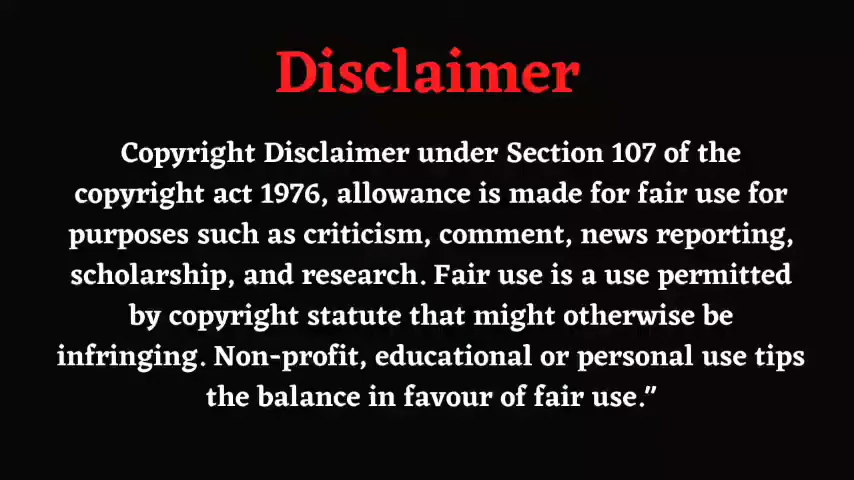 Disclaimer
Copyright Disclaimer under Section 107 of the
copyright act 1976, allowance is made for fair use for
purposes such as criticism, comment, news reporting,
scholarship, and research. Fair use is a use permitted
by copyright statute that might otherwise be
infringing. Non-profit, educational or personal use tips
the balance in favour of fair use."